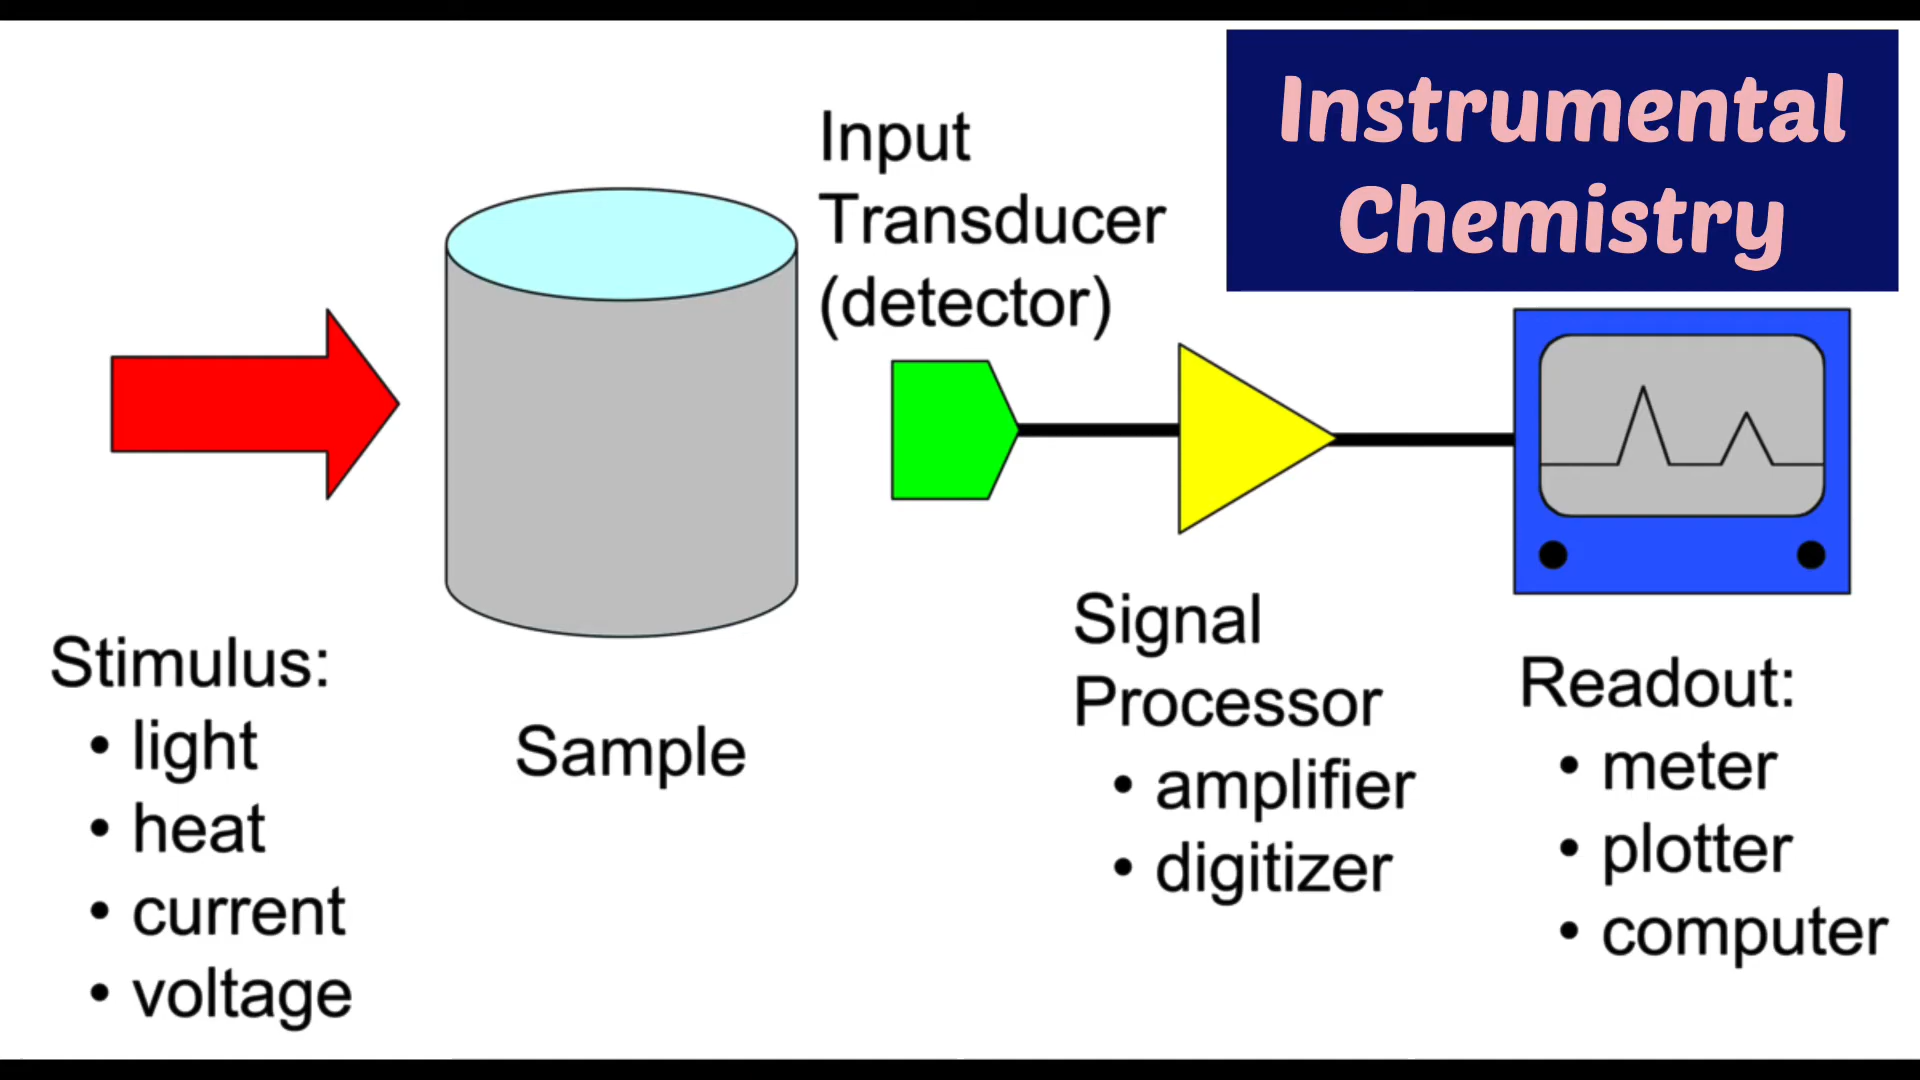 Instrumental
Chemistry
Input
Transducer
(detector)
Stimulus:
• light
• heat
• current
• voltage
Sample
Signal
Processor
• amplifier
• digitizer
Readout:
• meter
• plotter
• computer